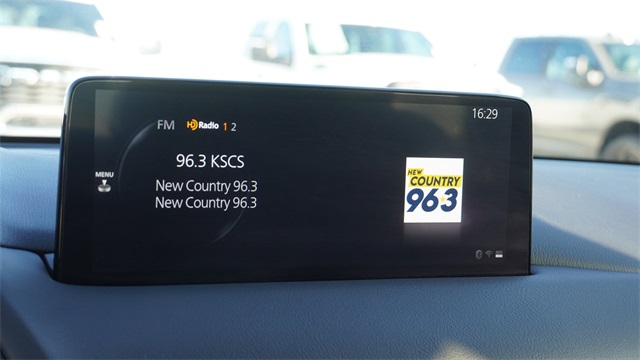 16:29
FM HD Radio 1 2
96.3 KSCS
MENU
New Country 96.3
New Country 96.3
NEW
COUNTRY
963